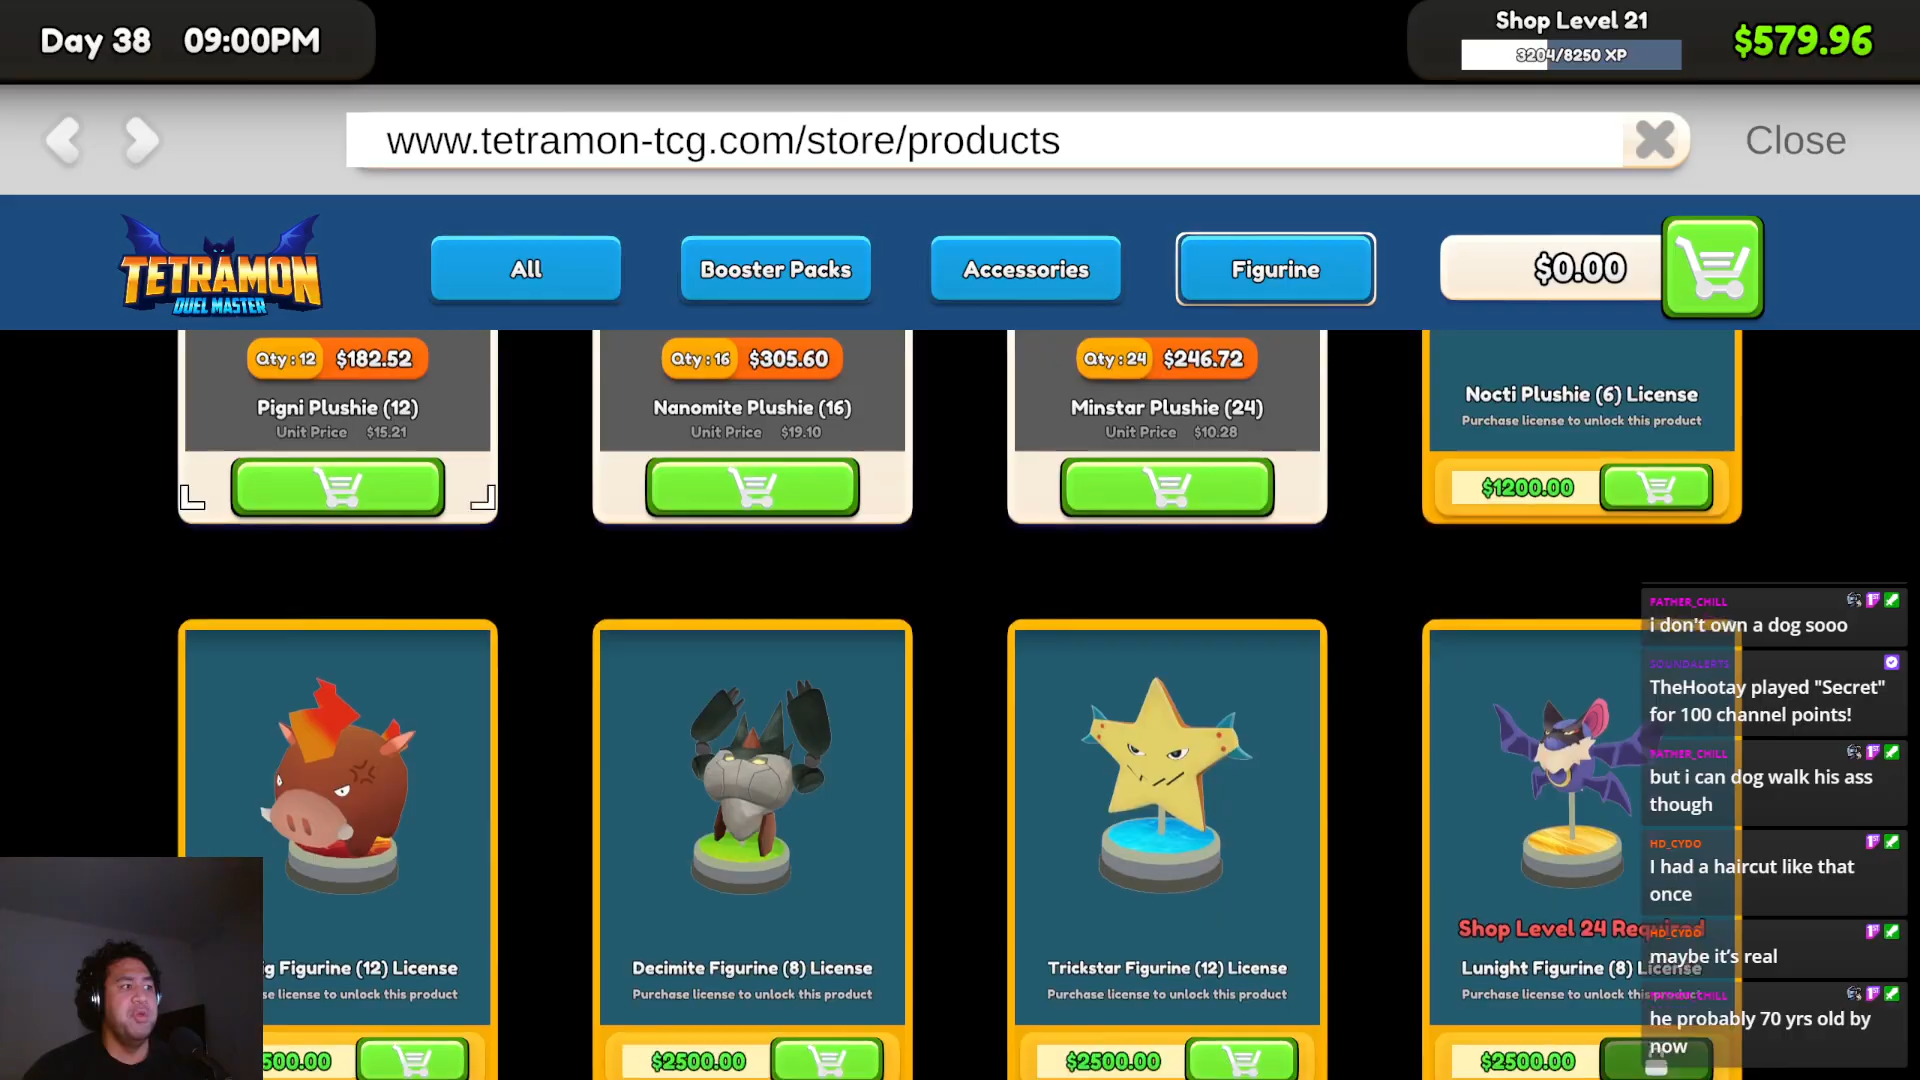 Day 38 09:00PM
Shop Level 21
3204/8250 XP
$579.96
www.tetramon-tcg.com/store/products
Close
TETRAMON
DUEL MASTER
All
Booster Packs
Accessories
Figurine
$0.00
Qty: 12 $182.52
Pigni Plushie (12)
Unit Price $15.21
Qty: 16 $305.60
Nanomite Plushie (16)
Unit Price $19.10
Qty: 24 $246.72
Minstar Plushie (24)
Unit Price $10.28
Nocti Plushie (6) License
Purchase license to unlock this product
$1200.00
ig Figurine (12) License
se license to unlock this product
500.00
Decimite Figurine (8) License
Purchase license to unlock this product
$2500.00
Trickstar Figurine (12) License
Purchase license to unlock this product
$2500.00
Shop Level 24 Required
Lunight Figurine (8) License
Purchase license to unlock this product
$2500.00
FATHER_CHILL
i don't own a dog sooo
SOUNDALERTS
TheHootay played "Secret"
for 100 channel points!
FATHER_CHILL
but i can dog walk his ass
though
HD_CYDO
I had a haircut like that
once
HD_CYDO
maybe it's real
FATHER_CHILL
he probably 70 yrs old by
now